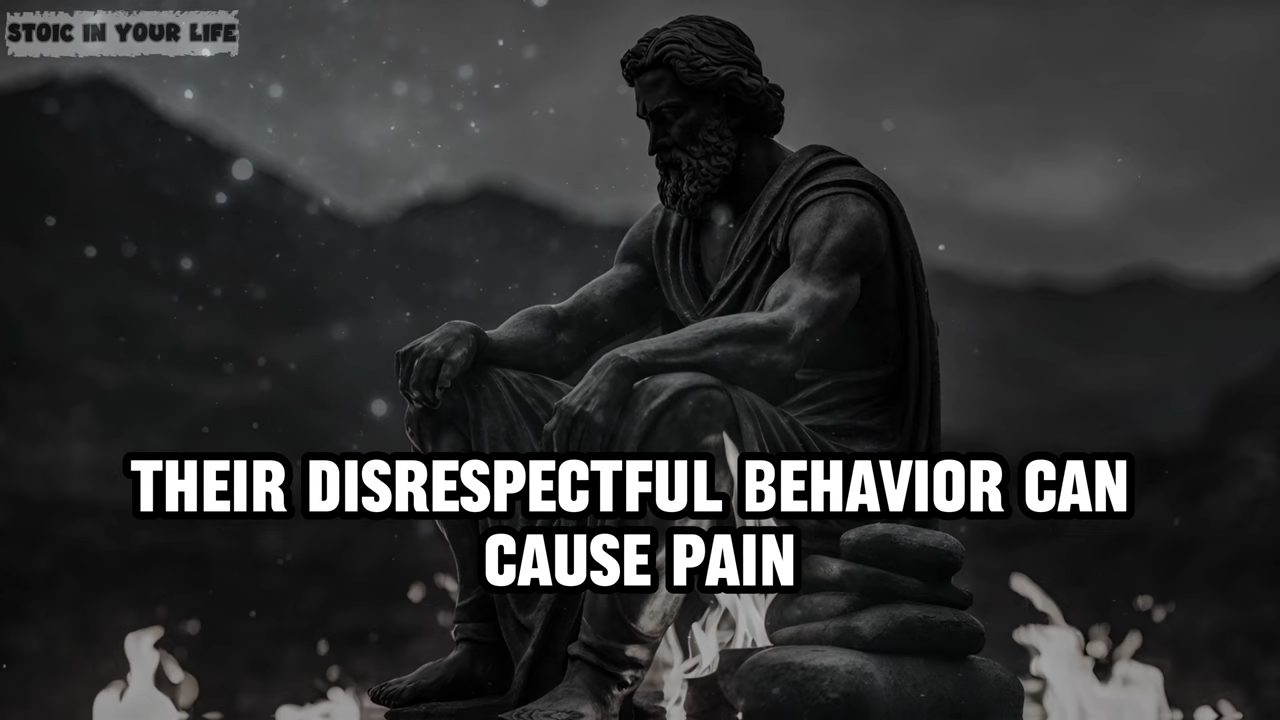 STOIC IN YOUR LIFE
THEIR DISRESPECTFUL BEHAVIOR CAN
CAUSE PAIN